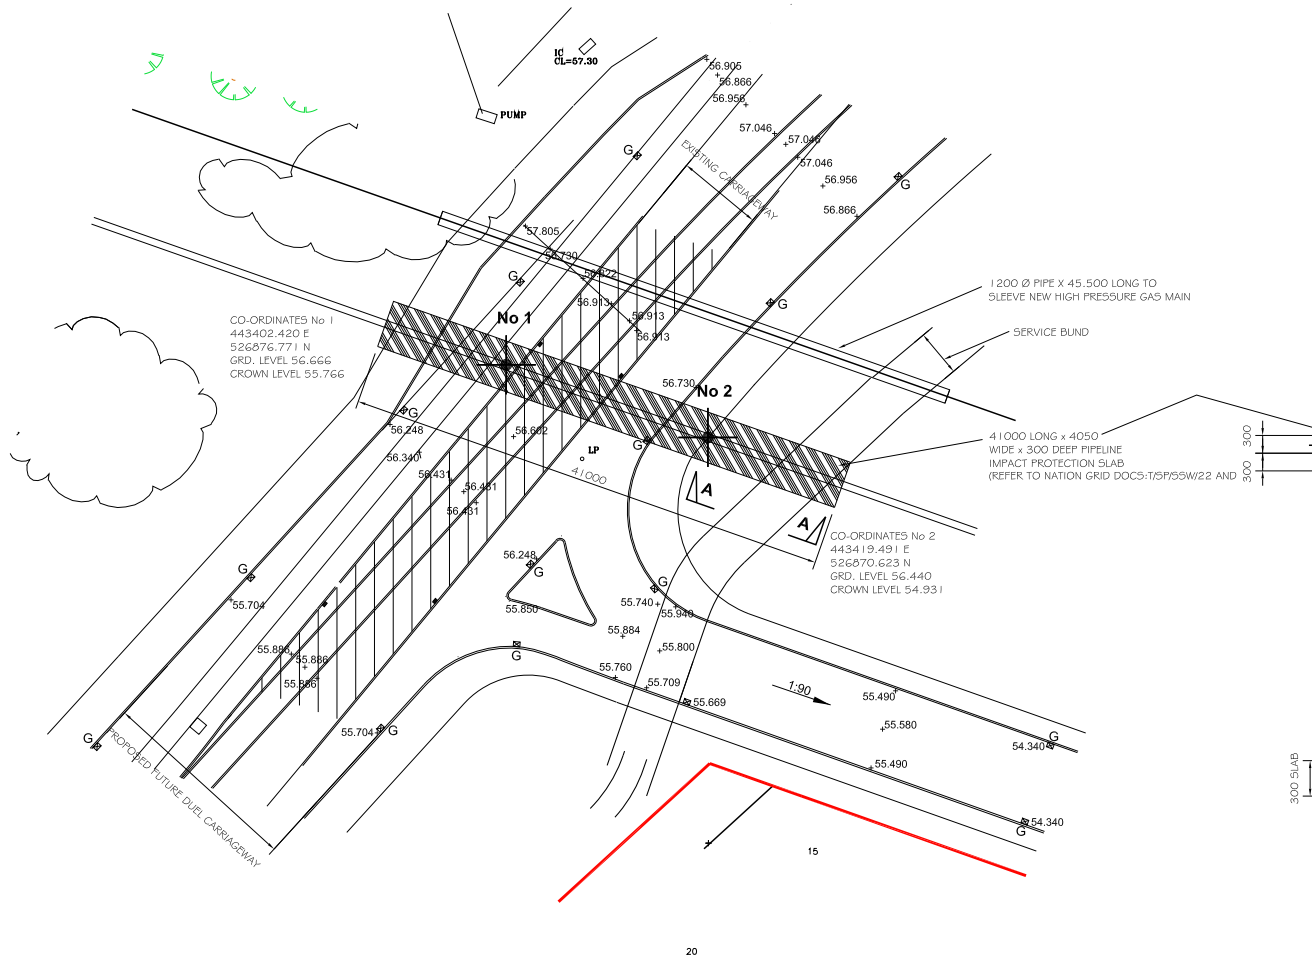 IC
CL=57.30
PUMP
56.905
56.866
56.956
57.046
57.046
57.046
56.956
56.866
G
G
EXISTING CARRIAGEWAY
57.805
56.730
56.822
56.913
56.913
56.913
G
G
1200 Ø PIPE X 45.500 LONG TO
SLEEVE NEW HIGH PRESSURE GAS MAIN
SERVICE BUND
CO-ORDINATES No 1
443402.420 E
526876.771 N
GRD. LEVEL 56.666
CROWN LEVEL 55.766
No 1
56.730
No 2
G
G
56.248
56.340
56.431
56.431
56.431
56.602
LP
41000
A
A
41000 LONG x 4050
WIDE x 300 DEEP PIPELINE
IMPACT PROTECTION SLAB
(REFER TO NATION GRID DOCS:T/SP/SSW/22 AND
300
300
CO-ORDINATES No 2
443419.491 E
526870.623 N
GRD. LEVEL 56.440
CROWN LEVEL 54.931
56.248
G
G
G
55.704
55.850
55.740
55.940
55.884
55.800
55.886
55.886
55.886
G
55.760
55.709
55.669
1:90
55.490
55.580
55.490
55.704
G
G
G
54.340
54.340
G
PROPOSED FUTURE DUEL CARRIAGEWAY
300 SLAB
15
20